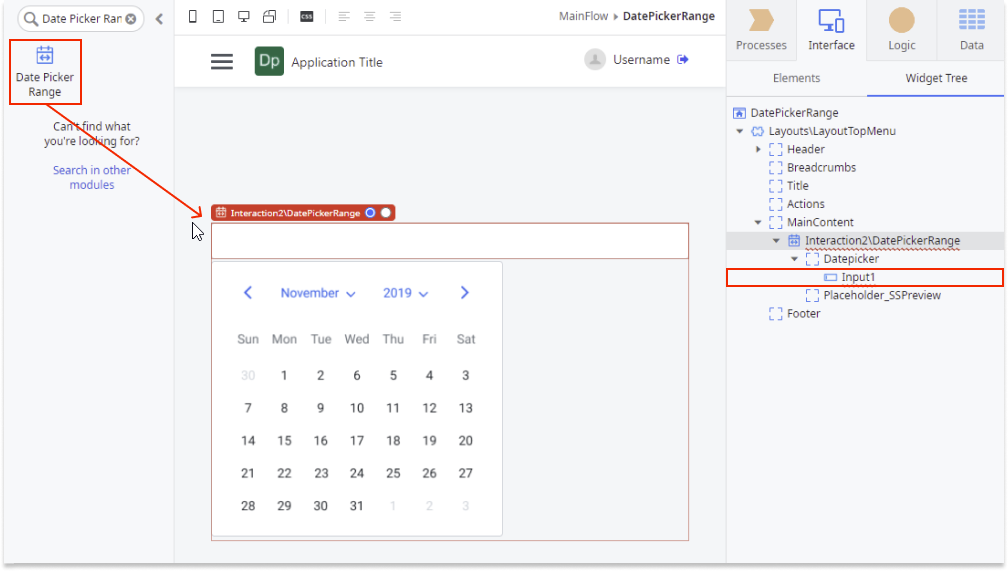 Date Picker Ran
Date Picker
Range
Can't find what
you're looking for?
Search in other
modules
CSS
MainFlow DatePickerRange
Dp Application Title
Username
Interaction2\DatePickerRange
November 2019
Sun Mon Tue Wed Thu Fri Sat
30 1 2 6 5 4 3
7 8 9 10 11 12 13
14 15 16 17 18 19 20
21 22 23 24 25 26 27
28 29 30 31 1 2 3
Processes Interface Logic Data
Elements Widget Tree
DatePickerRange
Layouts\LayoutTopMenu
Header
Breadcrumbs
Title
Actions
MainContent
Interaction2\DatePickerRange
Datepicker
Input1
Placeholder_SSPreview
Footer